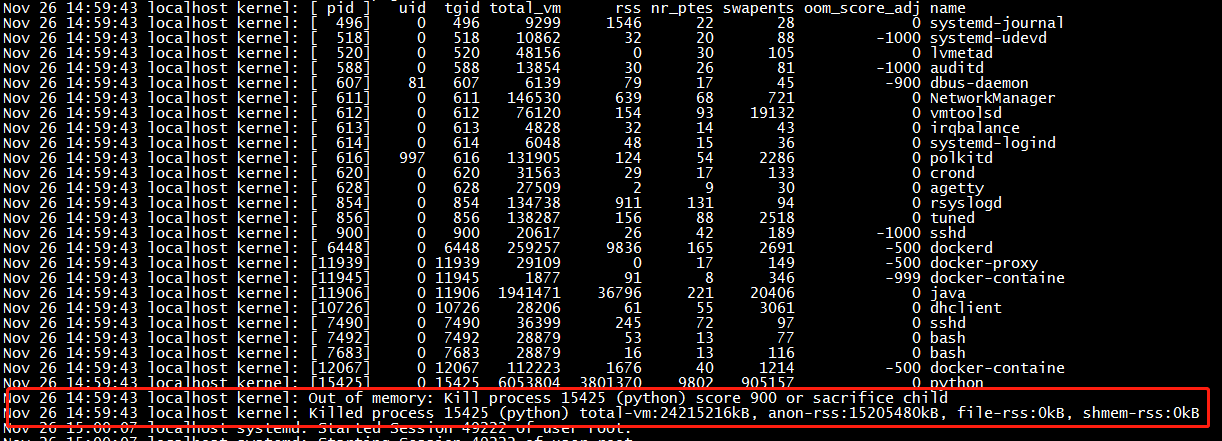 Nov 26 14:59:43 localhost kernel: [ pid ] uid tgid total_vm rss nr_ptes swapents oom_score_adj name
Nov 26 14:59:43 localhost kernel: [ 496] 0 496 9299 1546 22 28 0 systemd-journal
Nov 26 14:59:43 localhost kernel: [ 518] 0 518 10862 32 20 88 -1000 systemd-udevd
Nov 26 14:59:43 localhost kernel: [ 520] 0 520 48156 0 30 105 0 lvmetad
Nov 26 14:59:43 localhost kernel: [ 588] 0 588 13854 30 26 81 -1000 auditd
Nov 26 14:59:43 localhost kernel: [ 607] 81 607 6139 79 17 45 -900 dbus-daemon
Nov 26 14:59:43 localhost kernel: [ 611] 0 611 146530 639 68 721 0 NetworkManager
Nov 26 14:59:43 localhost kernel: [ 612] 0 612 76120 154 93 19132 0 vmtoolsd
Nov 26 14:59:43 localhost kernel: [ 613] 0 613 4828 32 14 43 0 irqbalance
Nov 26 14:59:43 localhost kernel: [ 614] 0 614 6048 48 15 36 0 systemd-logind
Nov 26 14:59:43 localhost kernel: [ 616] 997 616 131905 124 54 2286 0 polkitd
Nov 26 14:59:43 localhost kernel: [ 620] 0 620 31563 29 17 133 0 crond
Nov 26 14:59:43 localhost kernel: [ 628] 0 628 27509 2 9 30 0 agetty
Nov 26 14:59:43 localhost kernel: [ 854] 0 854 134738 911 131 94 0 rsyslogd
Nov 26 14:59:43 localhost kernel: [ 856] 0 856 138287 156 88 2518 0 tuned
Nov 26 14:59:43 localhost kernel: [ 900] 0 900 20617 26 42 189 -1000 sshd
Nov 26 14:59:43 localhost kernel: [ 6448] 0 6448 259257 9836 165 2691 -500 dockerd
Nov 26 14:59:43 localhost kernel: [11939] 0 11939 29109 0 17 149 -500 docker-proxy
Nov 26 14:59:43 localhost kernel: [11945] 0 11945 1877 91 8 346 -999 docker-containe
Nov 26 14:59:43 localhost kernel: [11906] 0 11906 1941471 36796 221 20406 0 java
Nov 26 14:59:43 localhost kernel: [10726] 0 10726 28206 61 55 3061 0 dhclient
Nov 26 14:59:43 localhost kernel: [ 7490] 0 7490 36399 245 72 97 0 sshd
Nov 26 14:59:43 localhost kernel: [ 7492] 0 7492 28879 53 13 77 0 bash
Nov 26 14:59:43 localhost kernel: [ 7683] 0 7683 28879 16 13 116 0 bash
Nov 26 14:59:43 localhost kernel: [12067] 0 12067 112223 1676 40 1214 -500 docker-containe
Nov 26 14:59:43 localhost kernel: [15425] 0 15425 6053804 3801370 9802 905157 0 python
Nov 26 14:59:43 localhost kernel: Out of memory: Kill process 15425 (python) score 900 or sacrifice child
Nov 26 14:59:43 localhost kernel: Killed process 15425 (python) total-vm:24215216kB, anon-rss:15205480kB, file-rss:0kB, shmem-rss:0kB
Nov 26 15:00:07 localhost systemd: Started Session 49222 of user root.